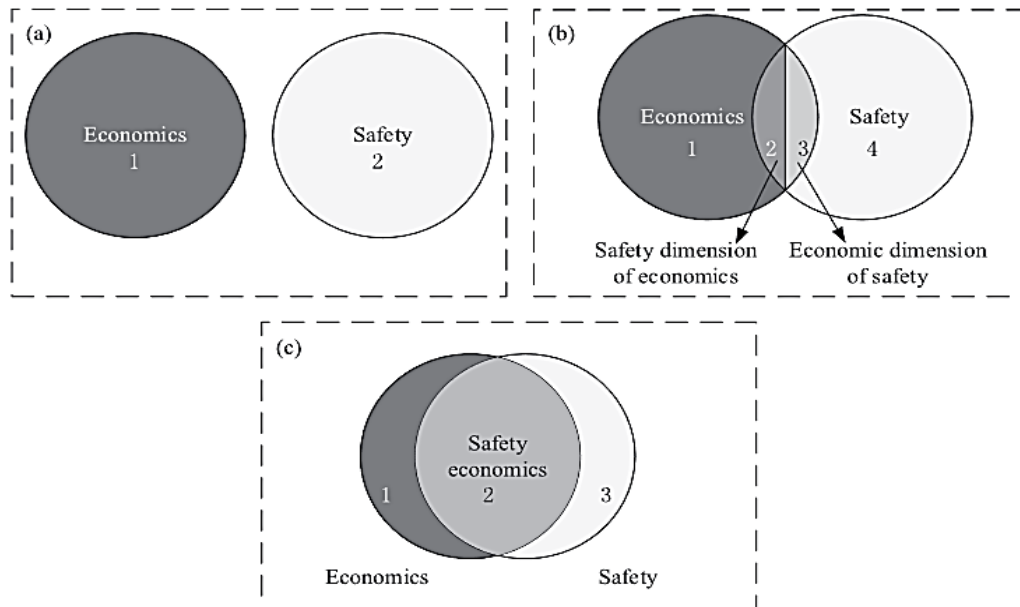 (a)
Economics
1
Safety
2
(b)
Economics
1
2
3
Safety
4
Safety dimension
of economics
Economic dimension
of safety
(c)
1
Safety
economics
2
3
Economics
Safety